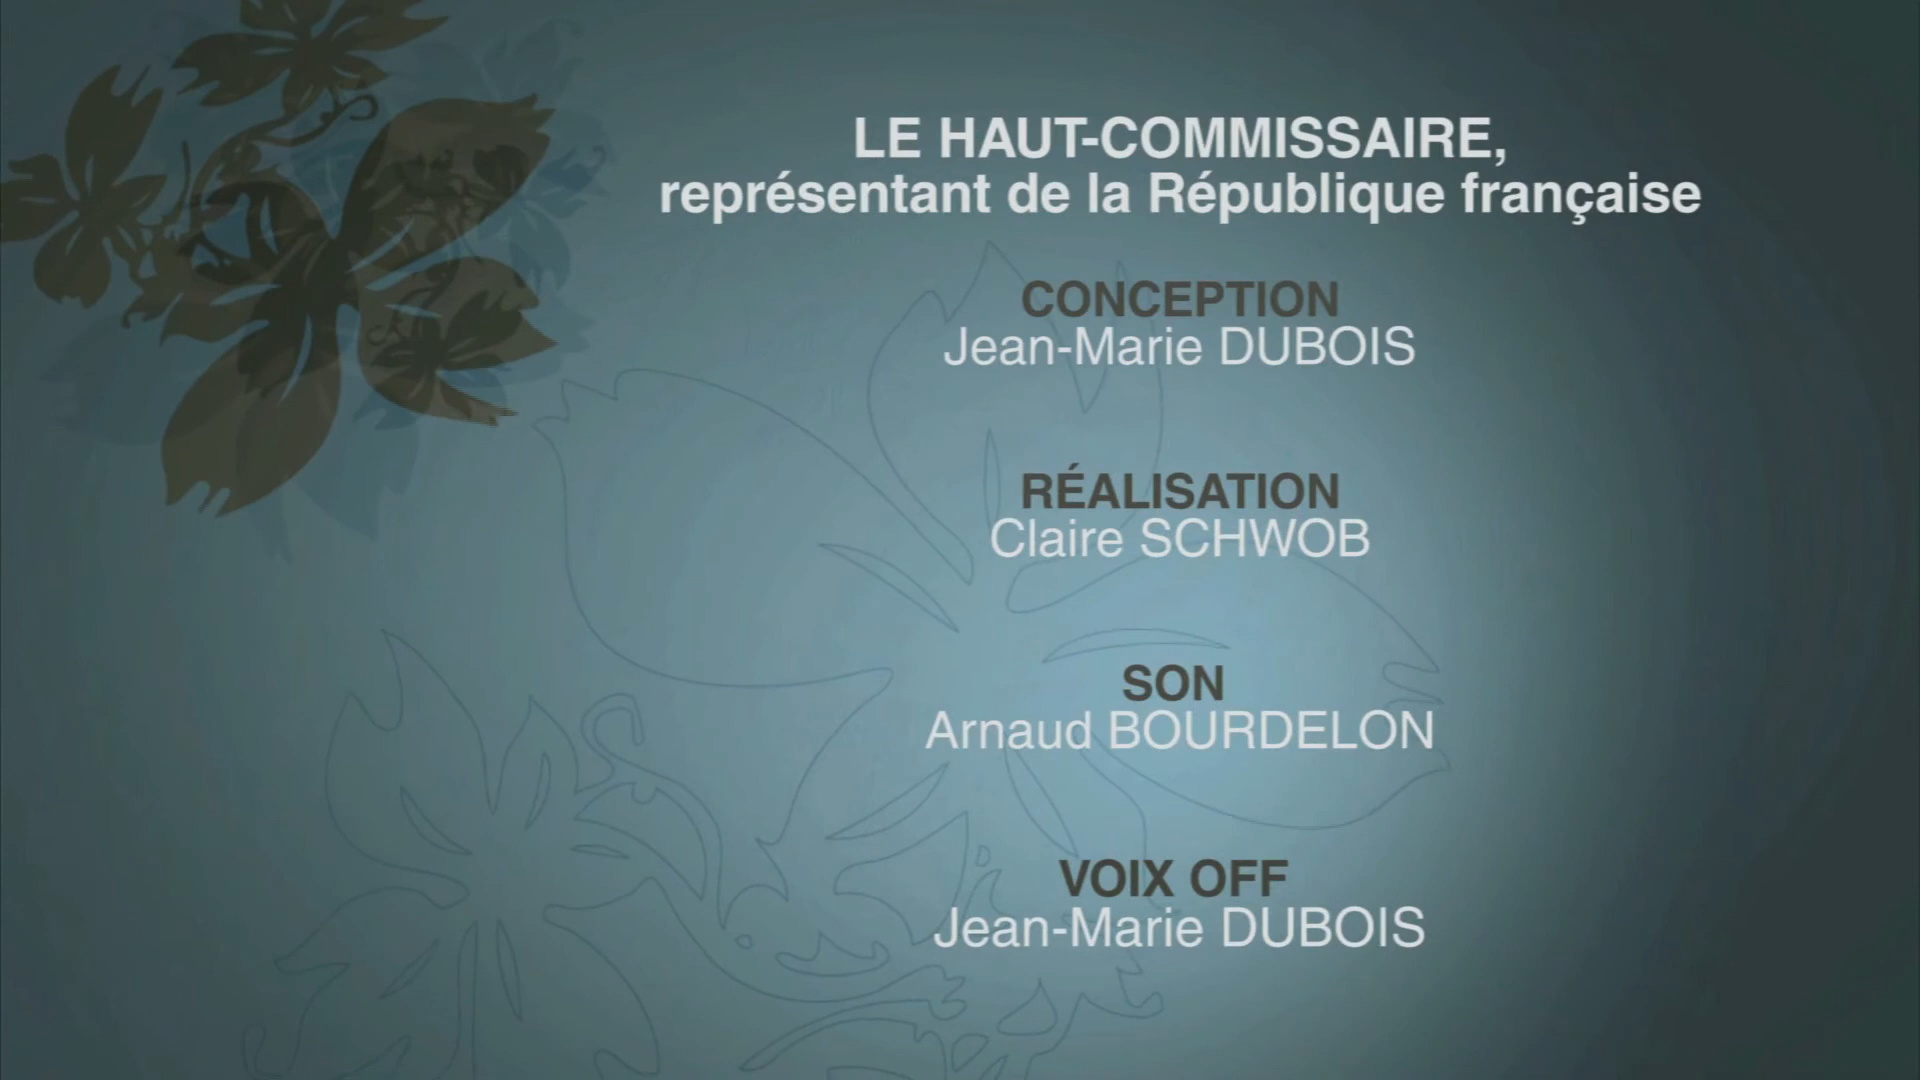 LE HAUT-COMMISSAIRE,
représentant de la République française
CONCEPTION
Jean-Marie DUBOIS
RÉALISATION
Claire SCHWOB
SON
Arnaud BOURDELON
VOIX OFF
Jean-Marie DUBOIS